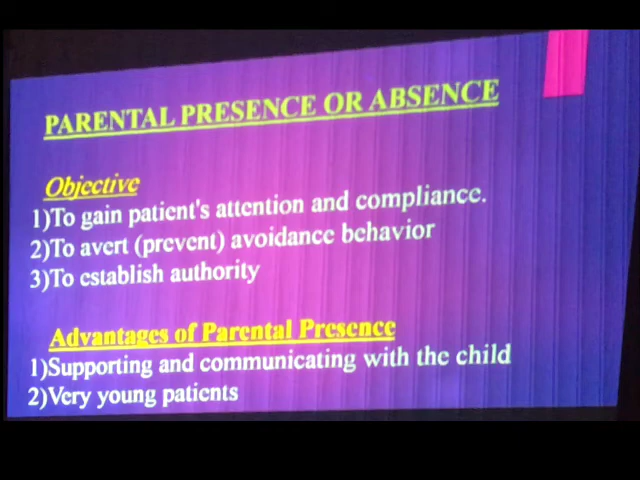 PARENTAL PRESENCE OR ABSENCE
Objective
1)To gain patient's attention and compliance.
2)To avert (prevent) avoidance behavior
3)To establish authority
Advantages of Parental Presence
1)Supporting and communicating with the child
2)Very young patients